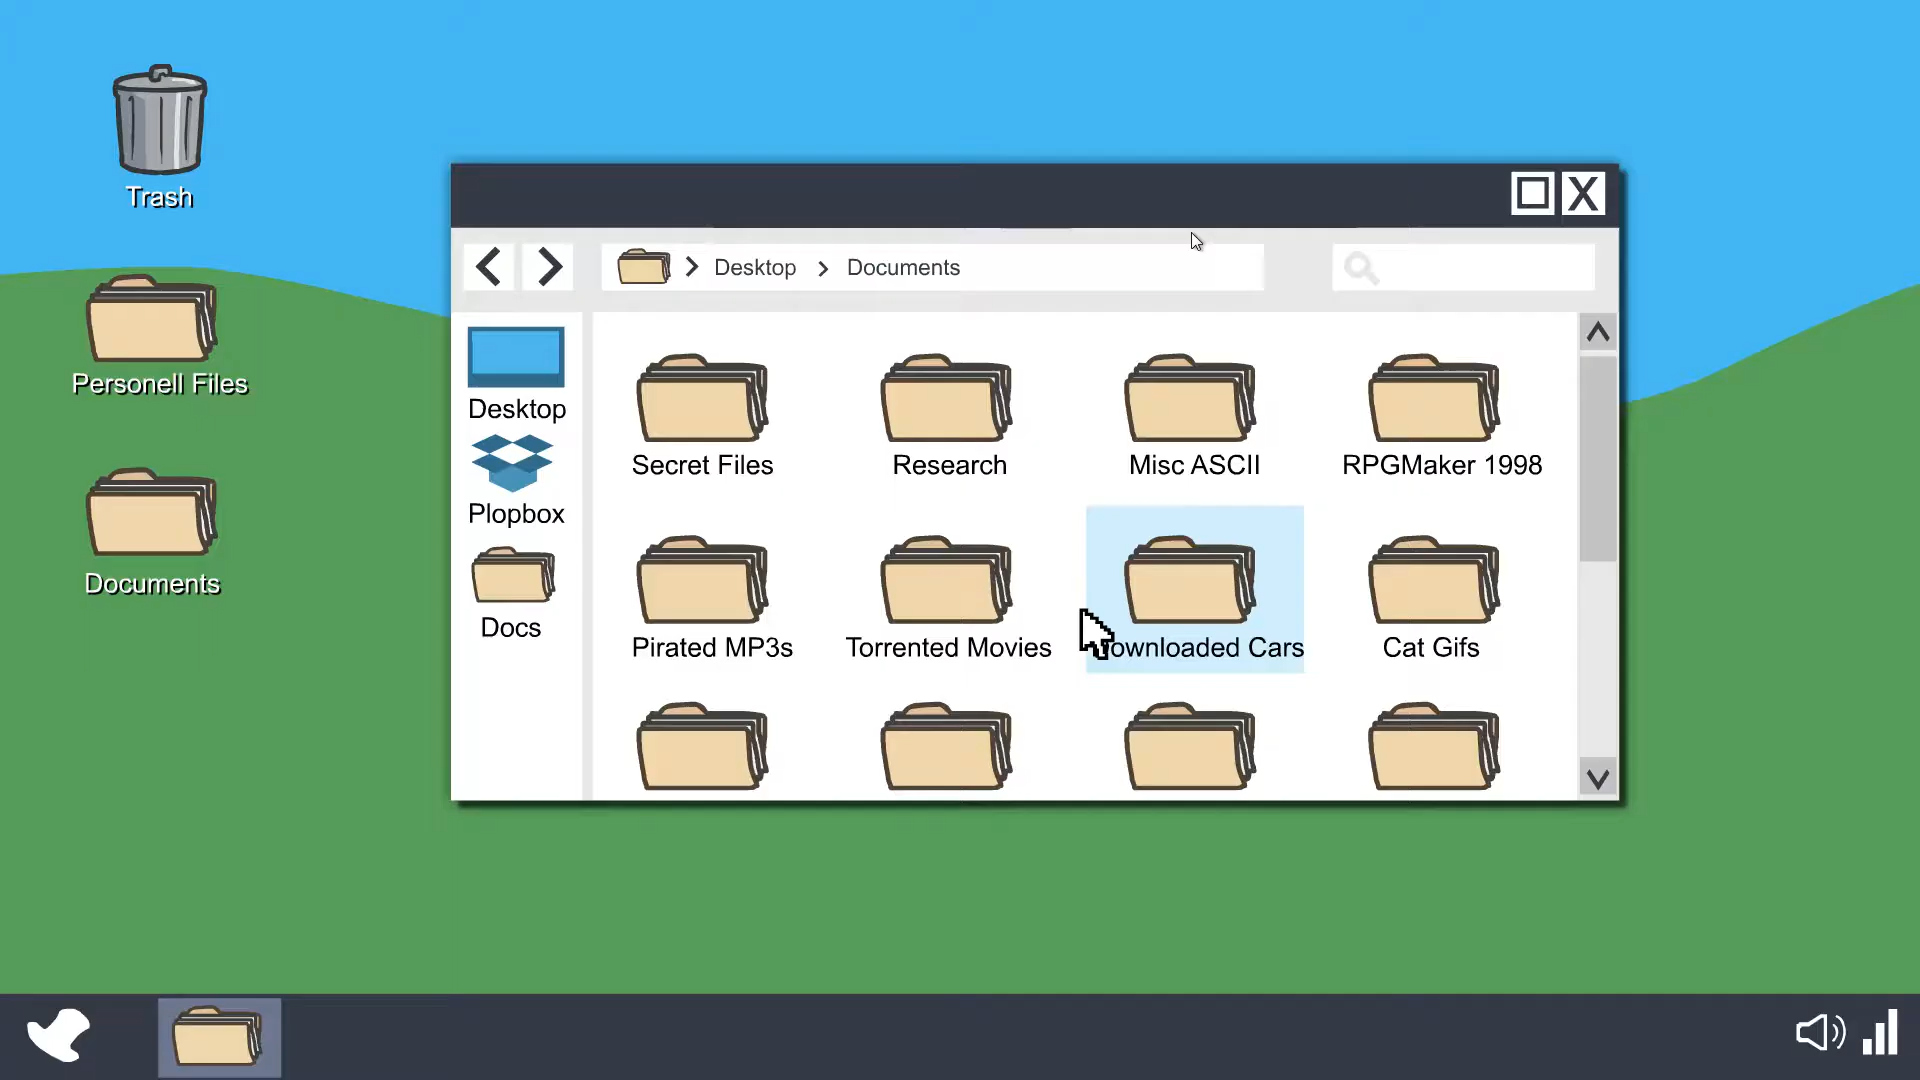 Trash
Personell Files
Documents
Desktop
Documents
Desktop
Plopbox
Docs
Secret Files
Research
Misc ASCII
RPGMaker 1998
Pirated MP3s
Torrented Movies
ownloaded Cars
Cat Gifs